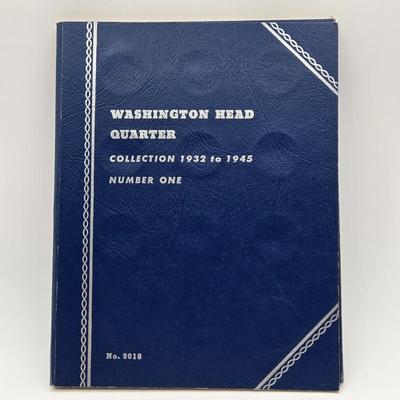 WASHINGTON HEAD
QUARTER
COLLECTION 1932 to 1945
NUMBER ONE
No. 9018